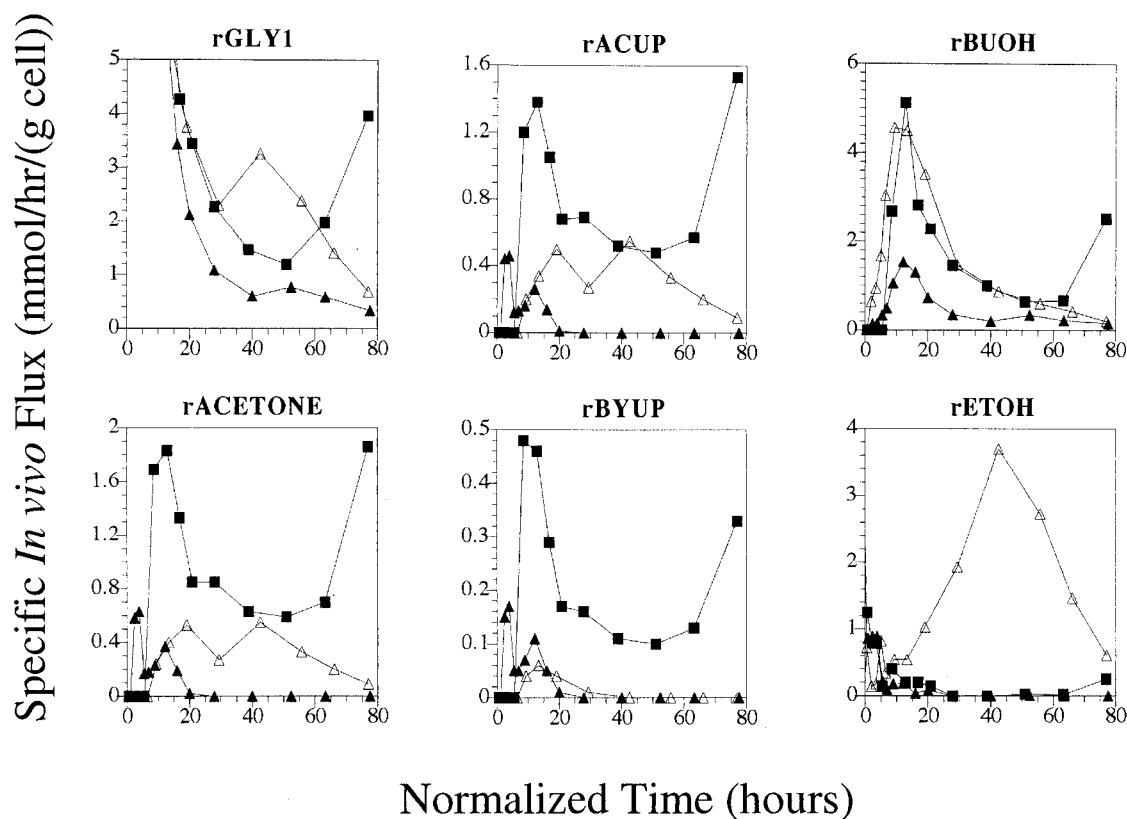 Specific In vivo Flux (mmol/hr/(g cell))
rGLY1
5
4
3
2
1
0
0 20 40 60 80
rACUP
1.6
1.2
0.8
0.4
0
0 20 40 60 80
rBUOH
6
4
2
0
0 20 40 60 80
rACETONE
2
1.6
1.2
0.8
0.4
0
0 20 40 60 80
rBYUP
0.5
0.4
0.3
0.2
0.1
0
0 20 40 60 80
rETOH
4
3
2
1
0
0 20 40 60 80
Normalized Time (hours)